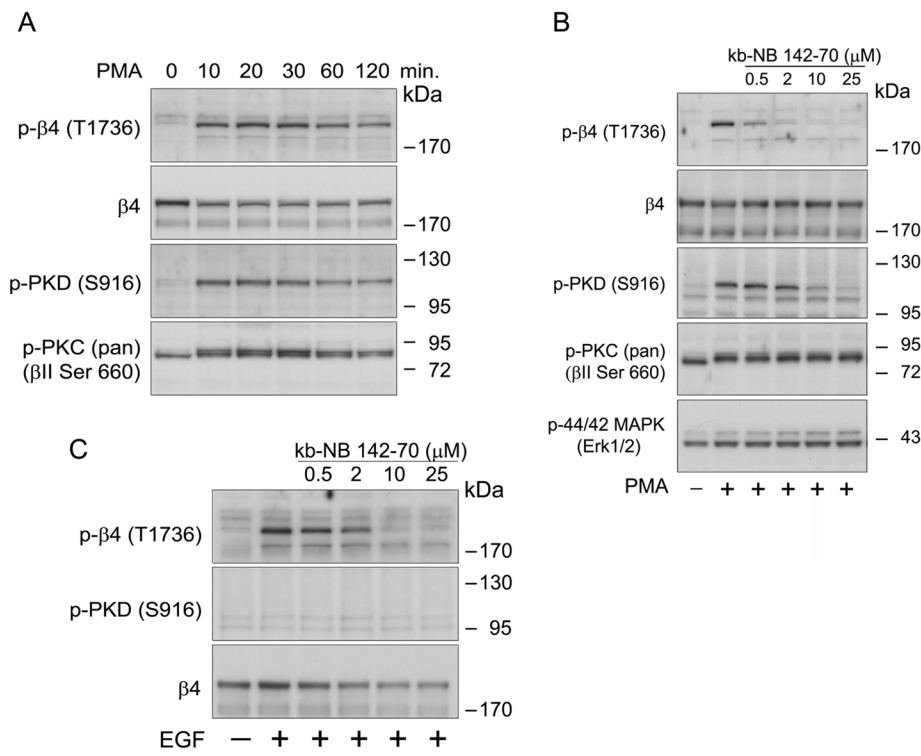 A
PMA 0 10 20 30 60 120 min.
kDa
p-β4 (T1736)
–170
β4
–170
–130
p-PKD (S916)
– 95
– 95
p-PKC (pan)
(βII Ser 660)
– 72
B
kb-NB 142-70 (μM)
0.5 2 10 25
kDa
p-β4 (T1736)
– 170
β4
– 170
– 130
p-PKD (S916)
– 95
– 95
p-PKC (pan)
(βII Ser 660)
– 72
p-44/42 MAPK
(Erk1/2)
– 43
PMA – + + + + +
C
kb-NB 142-70 (μM)
0.5 2 10 25
kDa
p-β4 (T1736)
–170
–130
p-PKD (S916)
– 95
β4
–170
EGF – + + + + +